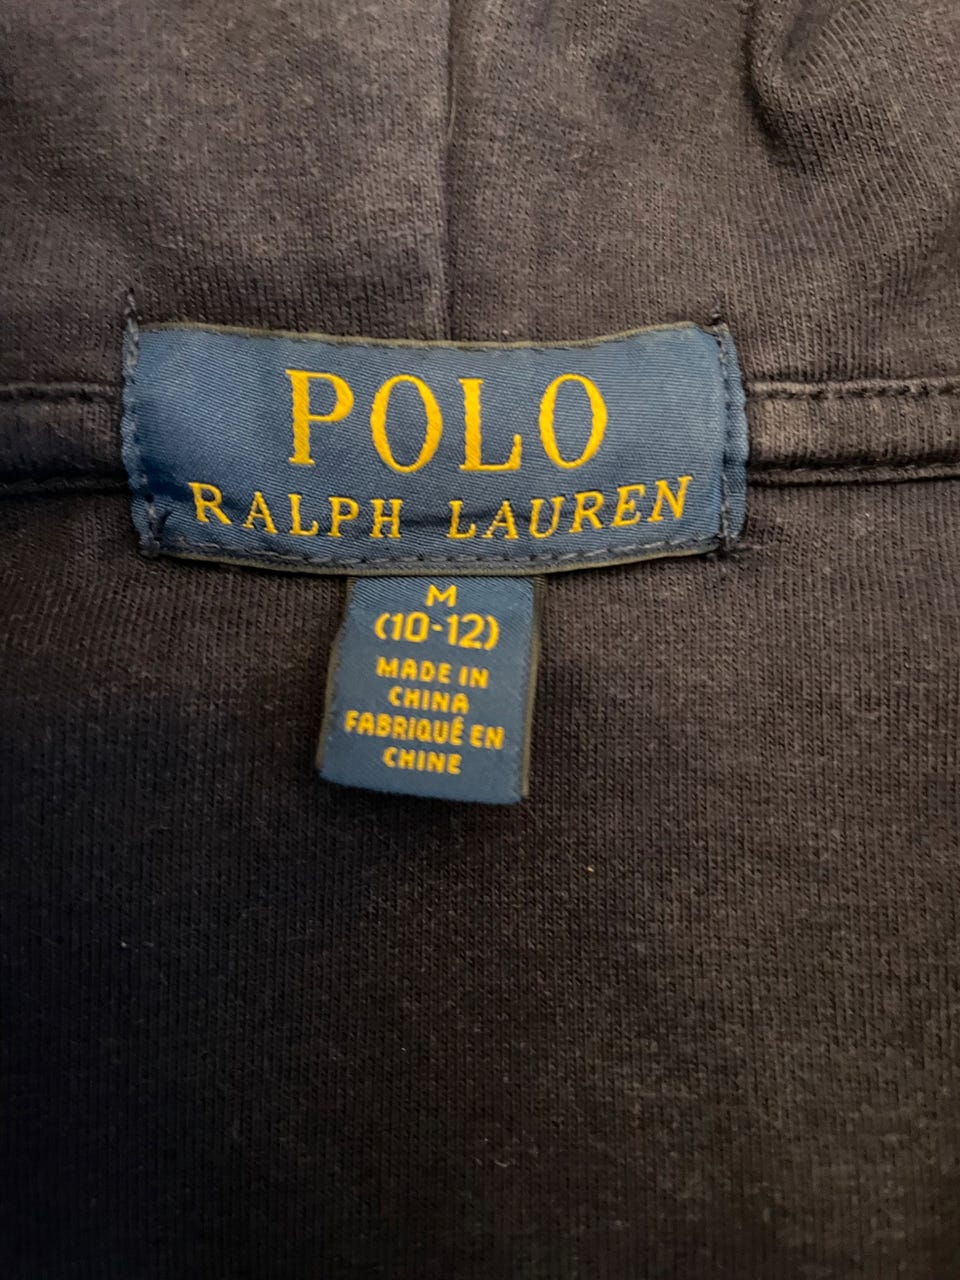 POLO
RALPH LAUREN
M
(10-12)
MADE IN
CHINA
FABRIQUÉ EN
CHINE